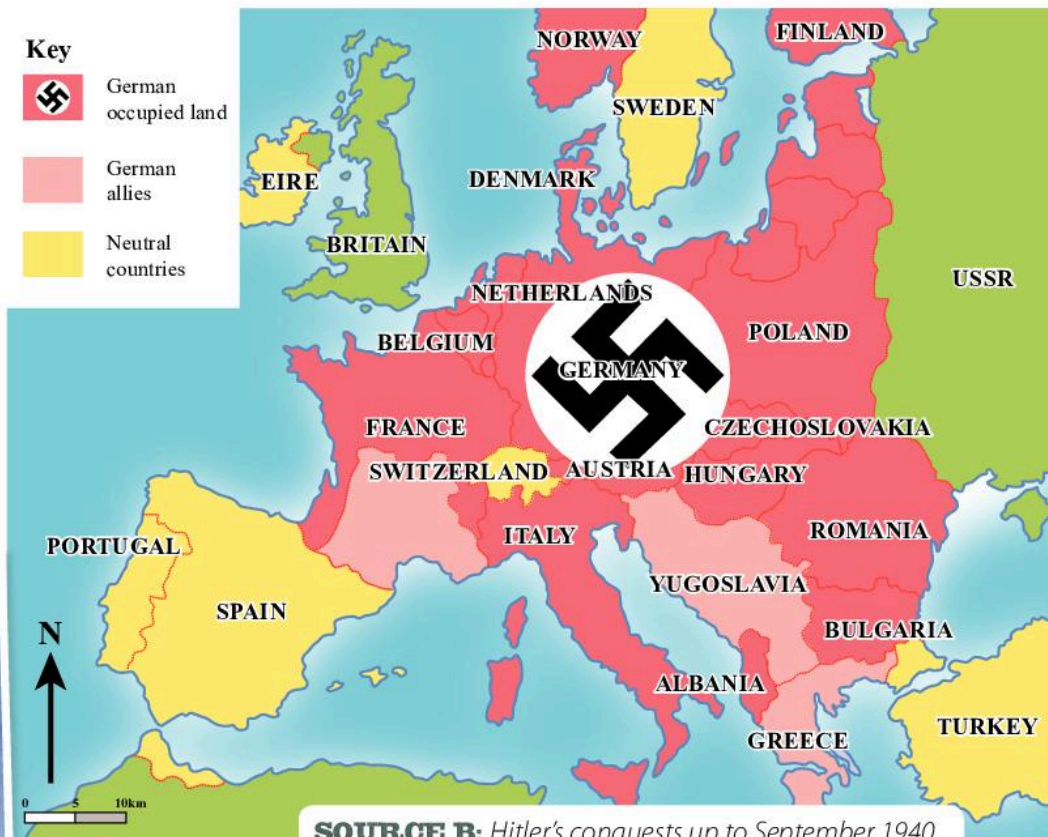 Key
German
occupied land
German
allies
Neutral
countries
NORWAY
FINLAND
SWEDEN
DENMARK
EIRE
BRITAIN
USSR
NETHERLANDS
BELGIUM
POLAND
GERMANY
FRANCE
CZECHOSLOVAKIA
SWITZERLAND
AUSTRIA
HUNGARY
ITALY
ROMANIA
PORTUGAL
YUGOSLAVIA
SPAIN
BULGARIA
N
ALBANIA
TURKEY
GREECE
0 5 10km
SOURCE B: Hitler's conquests up to September 1940